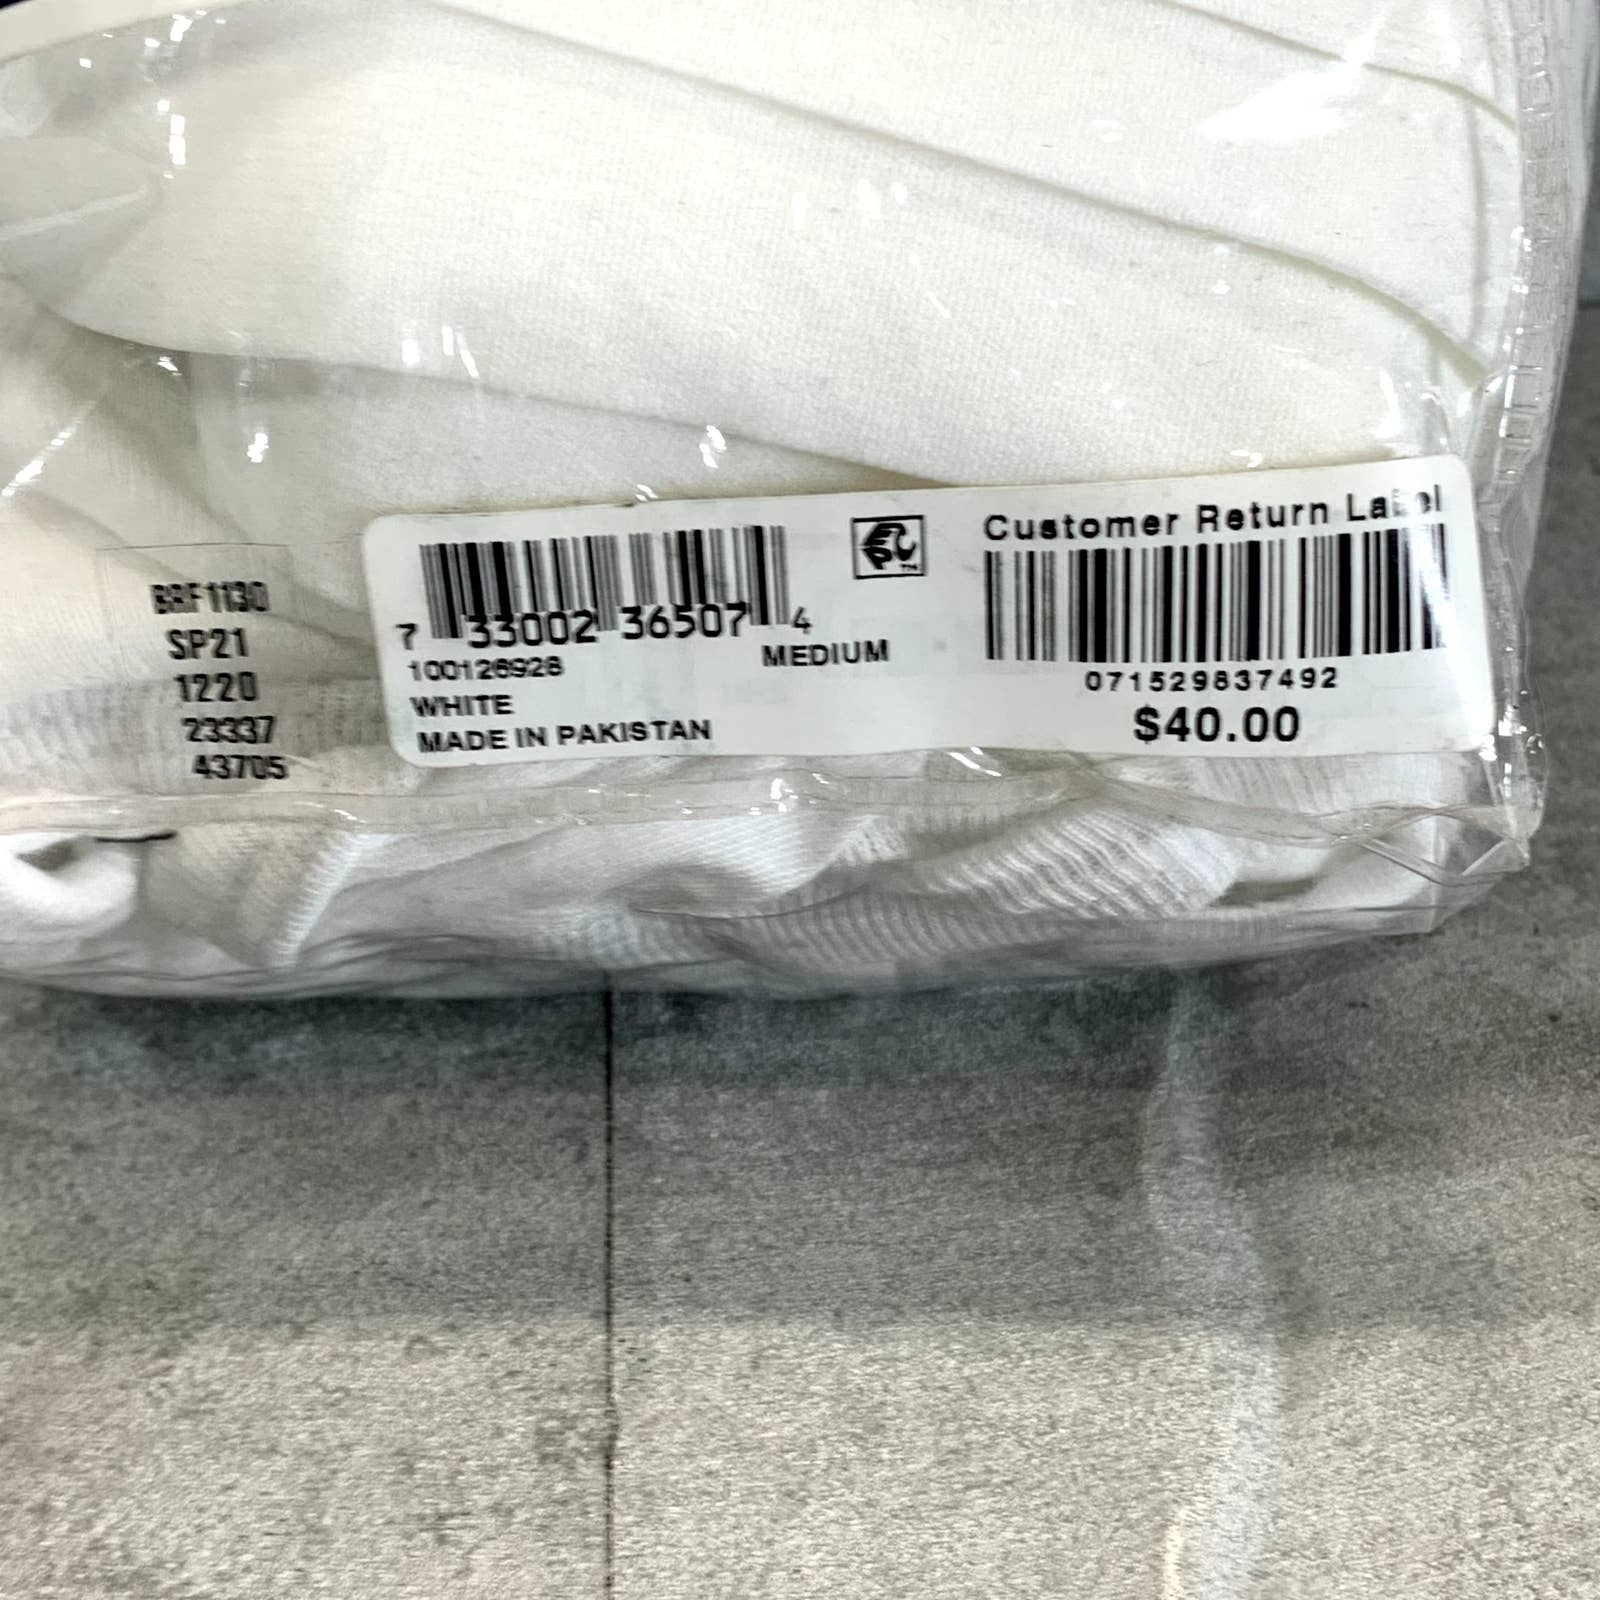 BRF1130
SP21
1220
23337
43705
7 33002 36507 4
100126928
MEDIUM
WHITE
MADE IN PAKISTAN
TM
Customer Return Label
071529837492
$40.00